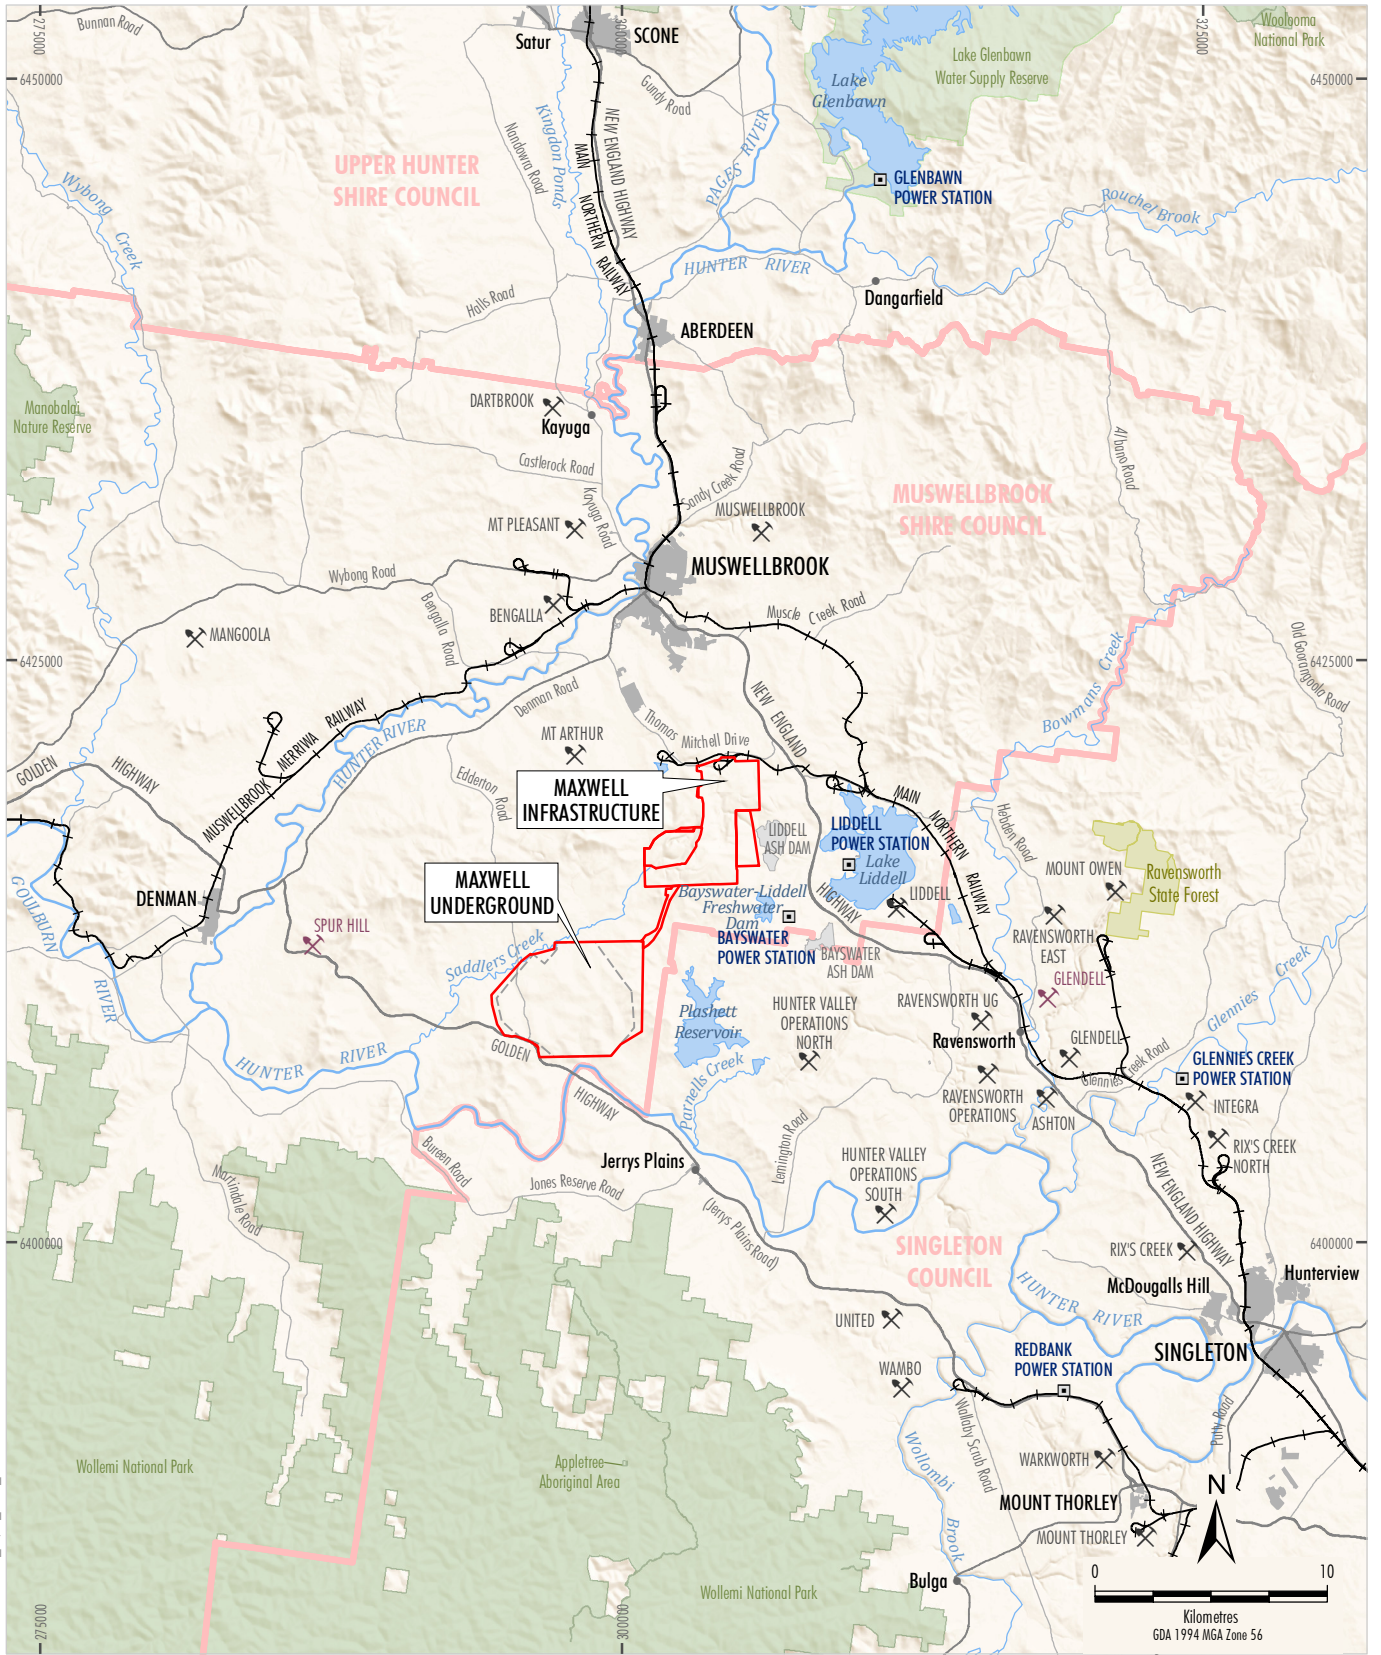 275000
Bunnan Road
Satur
SCONE
300000
325000
Woolooma
National Park
6450000
6450000
Gundy Road
Lake
Glenbawn
Lake Glenbawn
Water Supply Reserve
Kingdon Ponds
NEW ENGLAND HIGHWAY
MAIN
NORTHERN
RAILWAY
Nandowra Road
PAGES RIVER
UPPER HUNTER
SHIRE COUNCIL
GLENBAWN
POWER STATION
Wybong
Creek
Rouchel Brook
HUNTER RIVER
Dangarfield
Halls Road
ABERDEEN
Manobalai
Nature Reserve
DARTBROOK
Kayuga
Albano Road
Castlerock Road
Kayuga Road
Sandy Creek Road
MUSWELLBROOK
SHIRE COUNCIL
MT PLEASANT
MUSWELLBROOK
MUSWELLBROOK
Wybong Road
Bengalla Road
BENGALLA
Muscle Creek Road
MANGOOLA
Old Goorangoola Road
6425000
6425000
Bowmans Creek
Denman Road
NEW ENGLAND
HIGHWAY
Thomas
Mitchell Drive
MT ARTHUR
MUSWELLBROOK MERRIWA RAILWAY
HUNTER RIVER
GOLDEN
HIGHWAY
Edderton
Road
MAXWELL
INFRASTRUCTURE
MAIN
NORTHERN
RAILWAY
Hebden Road
LIDDELL
ASH DAM
LIDDELL
POWER STATION
Lake
Liddell
LIDDELL
MOUNT OWEN
Ravensworth
State Forest
MAXWELL
UNDERGROUND
Bayswater-Liddell
Freshwater
Dam
BAYSWATER
POWER STATION
BAYSWATER
ASH DAM
GOULBURN
RIVER
DENMAN
SPUR HILL
Saddlers Creek
RAVENSWORTH
EAST
GLENDELL
Glennies Creek
Plashett
Reservoir
HUNTER VALLEY
OPERATIONS
NORTH
RAVENSWORTH UG
Ravensworth
GLENDELL
Glennies Creek Road
GLENNIES CREEK
POWER STATION
INTEGRA
HUNTER RIVER
GOLDEN
HIGHWAY
Parnells Creek
RAVENSWORTH
OPERATIONS
ASHTON
RIX'S CREEK
NORTH
Lemington Road
HUNTER VALLEY
OPERATIONS
SOUTH
Bureen Road
Jerrys Plains
Jones Reserve Road
(Jerrys Plains Road)
Martindale Road
NEW ENGLAND HIGHWAY
6400000
6400000
SINGLETON
COUNCIL
RIX'S CREEK
McDougalls Hill
Hunterview
HUNTER RIVER
UNITED
SINGLETON
REDBANK
POWER STATION
WAMBO
Wallaby Scrub Road
Wollombi
Brook
Putty Road
Wollemi National Park
Appletree
Aboriginal Area
WARKWORTH
MOUNT THORLEY
MOUNT THORLEY
N
Bulga
Wollemi National Park
0
10
Kilometres
GDA 1994 MGA Zone 56
275000
300000